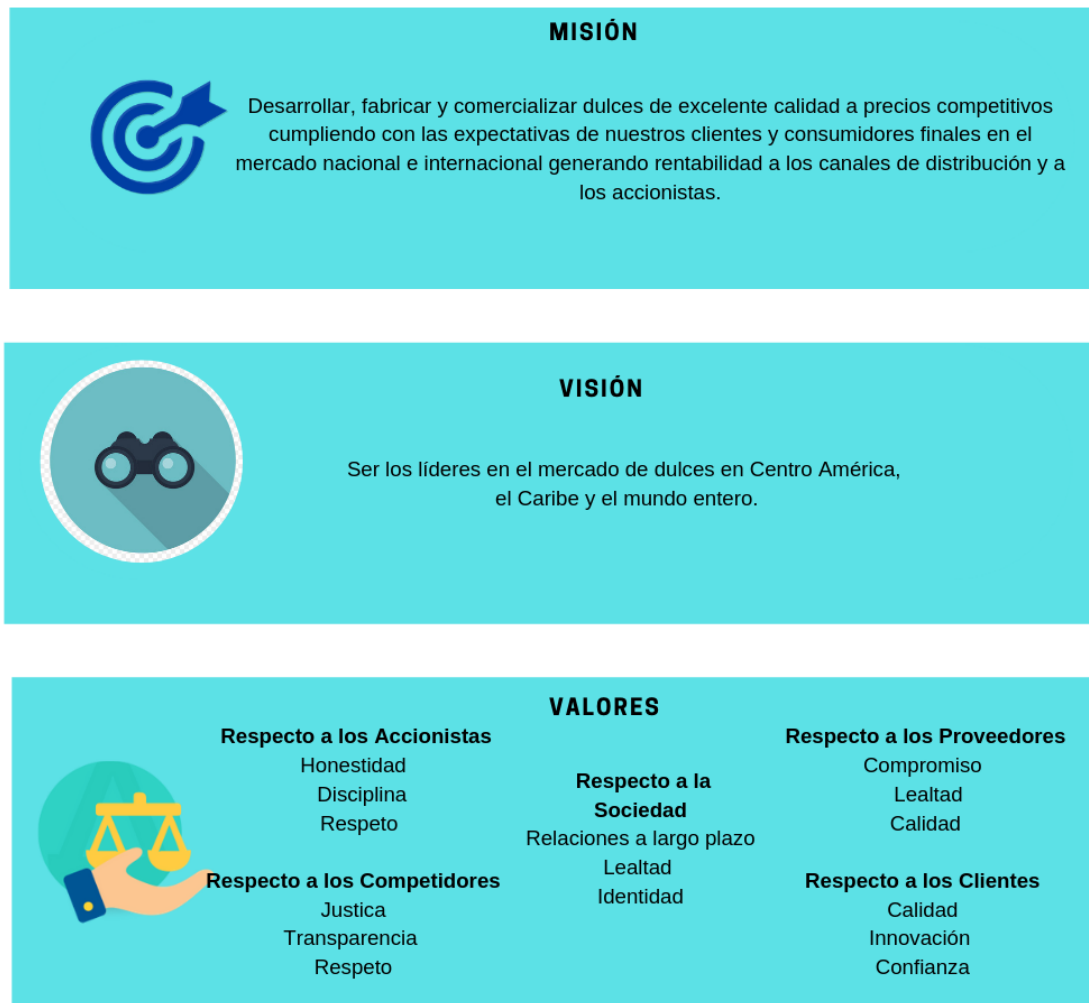 MISIÓN
Desarrollar, fabricar y comercializar dulces de excelente calidad a precios competitivos
cumpliendo con las expectativas de nuestros clientes y consumidores finales en el
mercado nacional e internacional generando rentabilidad a los canales de distribución y a
los accionistas.
VISIÓN
Ser los líderes en el mercado de dulces en Centro América,
el Caribe y el mundo entero.
VALORES
Respecto a los Accionistas
Honestidad
Disciplina
Respeto
Respecto a los Competidores
Justica
Transparencia
Respeto
Respecto a la
Sociedad
Relaciones a largo plazo
Lealtad
Identidad
Respecto a los Proveedores
Compromiso
Lealtad
Calidad
Respecto a los Clientes
Calidad
Innovación
Confianza